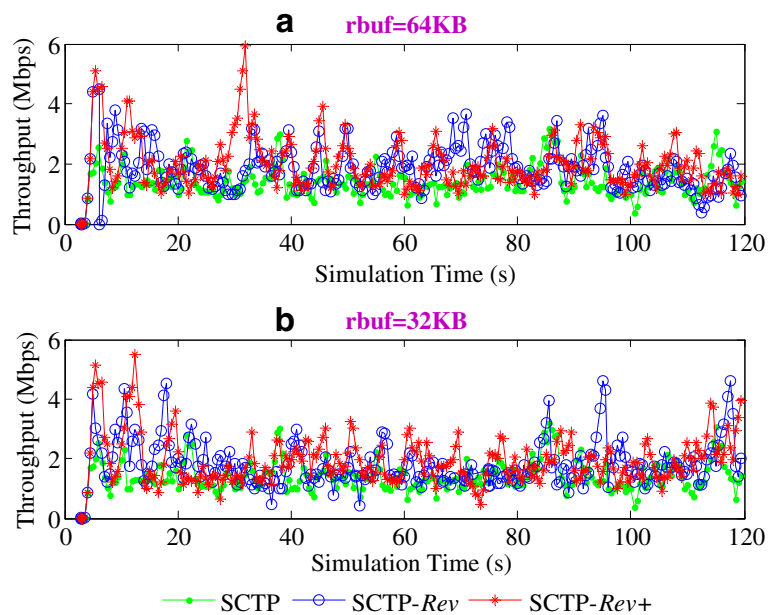 a rbuf=64KB
Throughput (Mbps)
6
4
2
0
0 20 40 60 80 100 120
Simulation Time (s)
b rbuf=32KB
Throughput (Mbps)
6
4
2
0
0 20 40 60 80 100 120
Simulation Time (s)
SCTP SCTP-Rev SCTP-Rev+